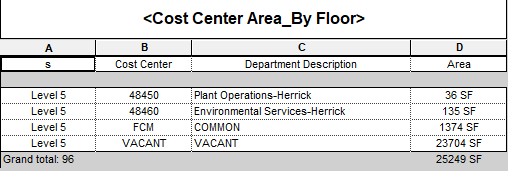 <Cost Center Area_By Floor>
A B C D
s Cost Center Department Description Area
Level 5 48450 Plant Operations-Herrick 36 SF
Level 5 48460 Environmental Services-Herrick 135 SF
Level 5 FCM COMMON 1374 SF
Level 5 VACANT VACANT 23704 SF
Grand total: 96 25249 SF